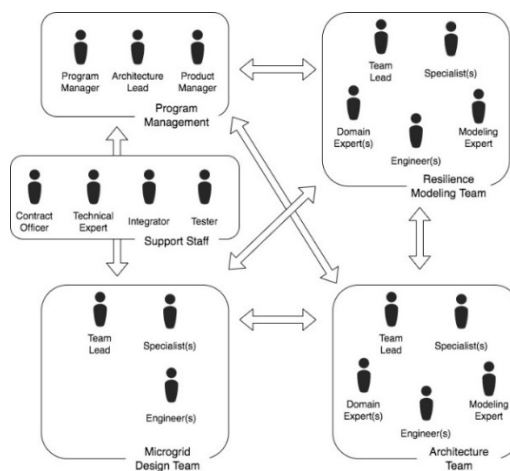 Program
Manager
Architecture
Lead
Product
Manager
Program
Management
Team
Lead
Specialist(s)
Domain
Expert(s)
Engineer(s)
Modeling
Expert
Resilience
Modeling Team
Contract
Officer
Technical
Expert
Integrator
Tester
Support Staff
Team
Lead
Specialist(s)
Engineer(s)
Microgrid
Design Team
Team
Lead
Specialist(s)
Domain
Expert(s)
Engineer(s)
Modeling
Expert
Architecture
Team